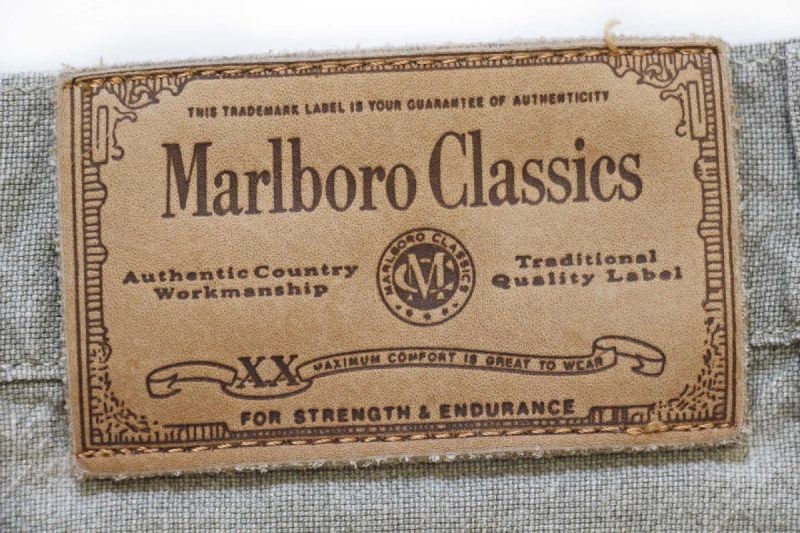 THIS TRADEMARK LABEL IS YOUR GUARANTEE OF AUTHENTICITY
Marlboro Classics
Authentic Country
Workmanship
MARLBORO CLASSICS
MC
Traditional
Quality Label
XX MAXIMUM COMFORT IS GREAT TO WEAR
FOR STRENGTH & ENDURANCE